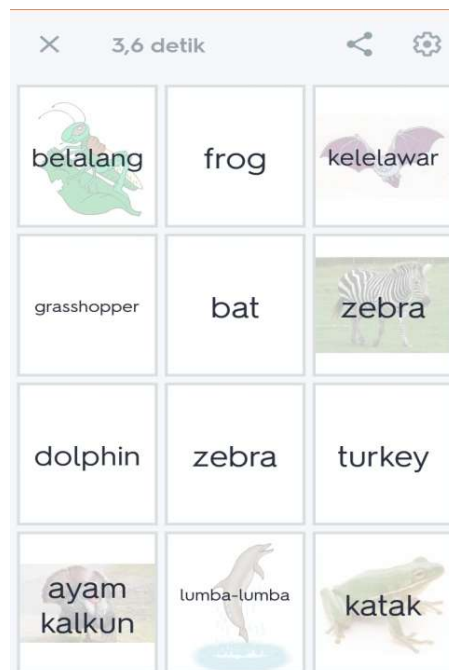 3,6 detik
belalang
frog
kelelawar
grasshopper
bat
zebra
dolphin
zebra
turkey
ayam
kalkun
lumba-lumba
katak